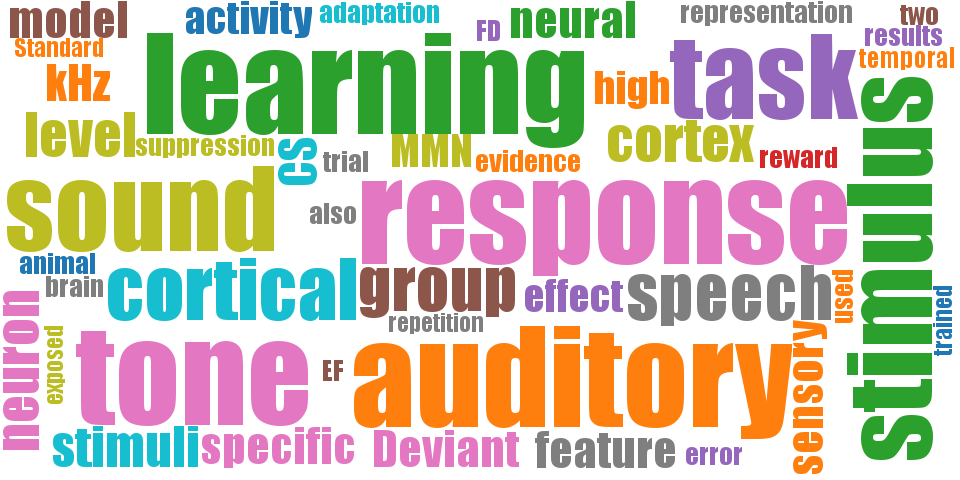 model
activity
adaptation
FD
neural
representation
two
Standard
results
temporal
kHz
learning
high
task
level
suppression
CS
trial
MMN
evidence
cortex
reward
stimulus
sound
also
response
animal
brain
cortical
group
effect
speech
used
trained
repetition
neuron
exposed
tone
EF
auditory
sensory
stimuli
specific
Deviant
feature
error